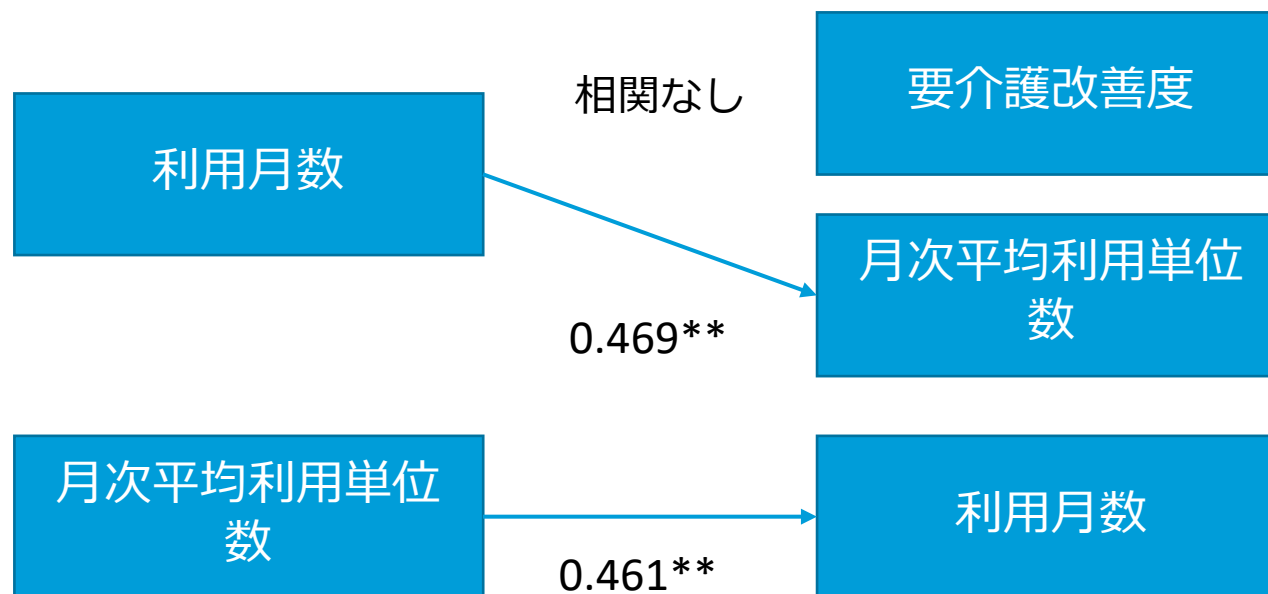 利用月数
相関なし
要介護改善度
月次平均利用単位
数
0.469**
月次平均利用単位
数
0.461**
利用月数